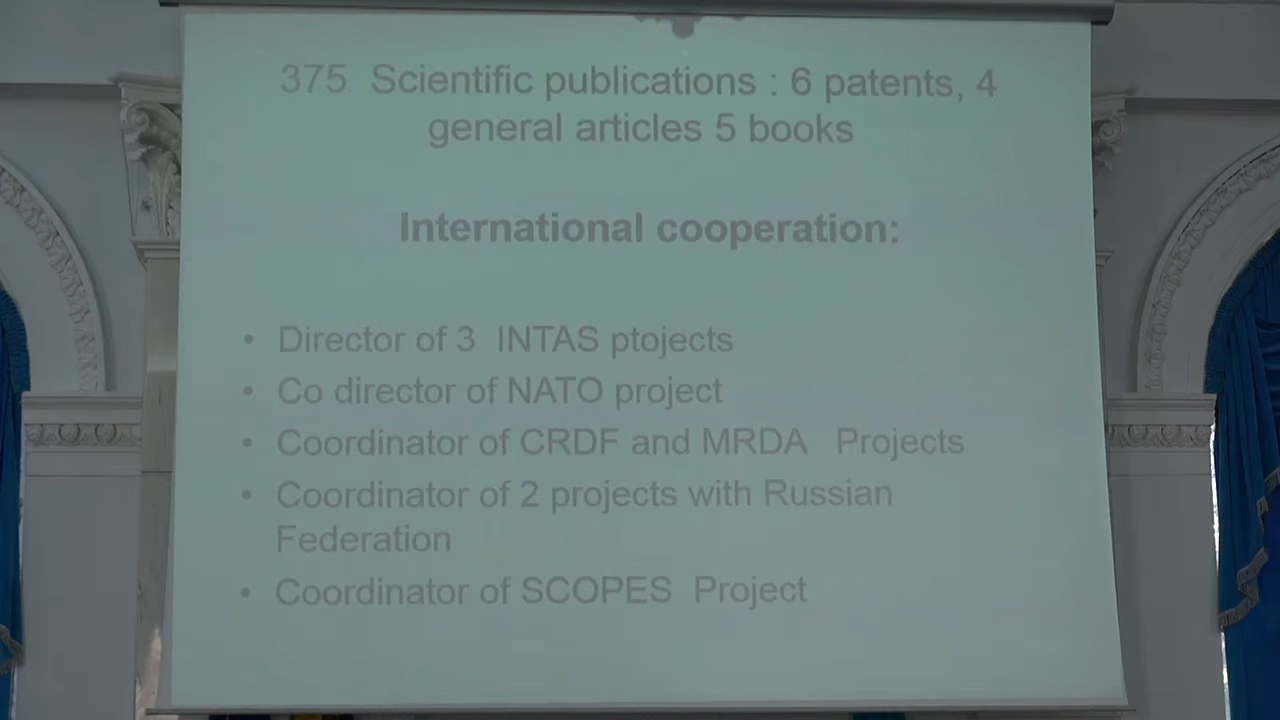 375 Scientific publications : 6 patents, 4
general articles 5 books
International cooperation:
• Director of 3 INTAS ptojects
• Co director of NATO project
• Coordinator of CRDF and MRDA Projects
• Coordinator of 2 projects with Russian
Federation
• Coordinator of SCOPES Project